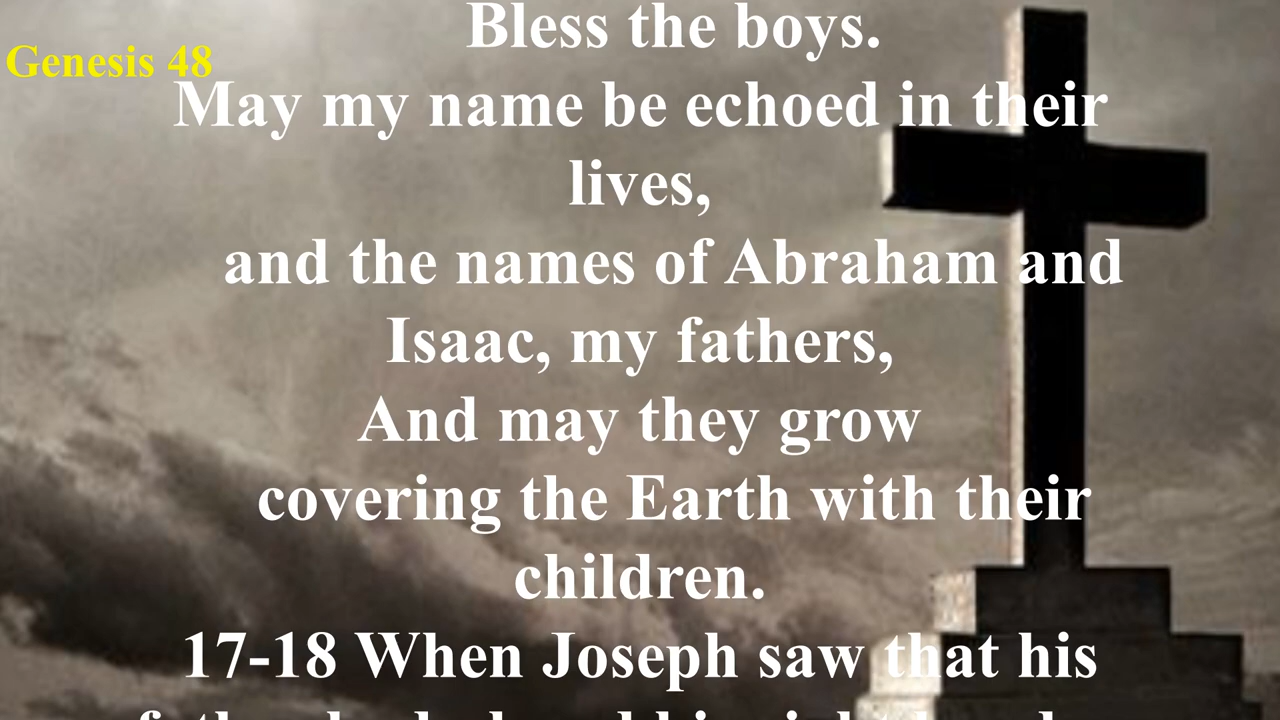 Bless the boys.
Genesis 48
May my name be echoed in their
lives,
and the names of Abraham and
Isaac, my fathers,
And may they grow
covering the Earth with their
children.
17-18 When Joseph saw that his